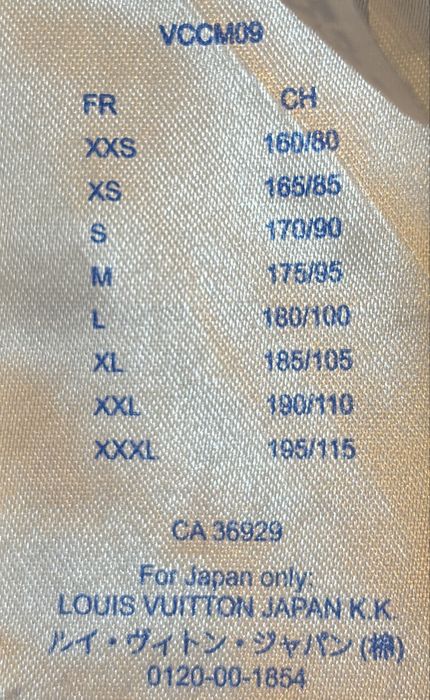 VCCM09
FR CH
XXS 160/80
XS 165/85
S 170/90
M 175/95
L 180/100
XL 185/105
XXL 190/110
XXXL 195/115
CA 36929
For Japan only:
LOUIS VUITTON JAPAN K.K.
ルイ・ヴィトン・ジャパン (株)
0120-00-1854